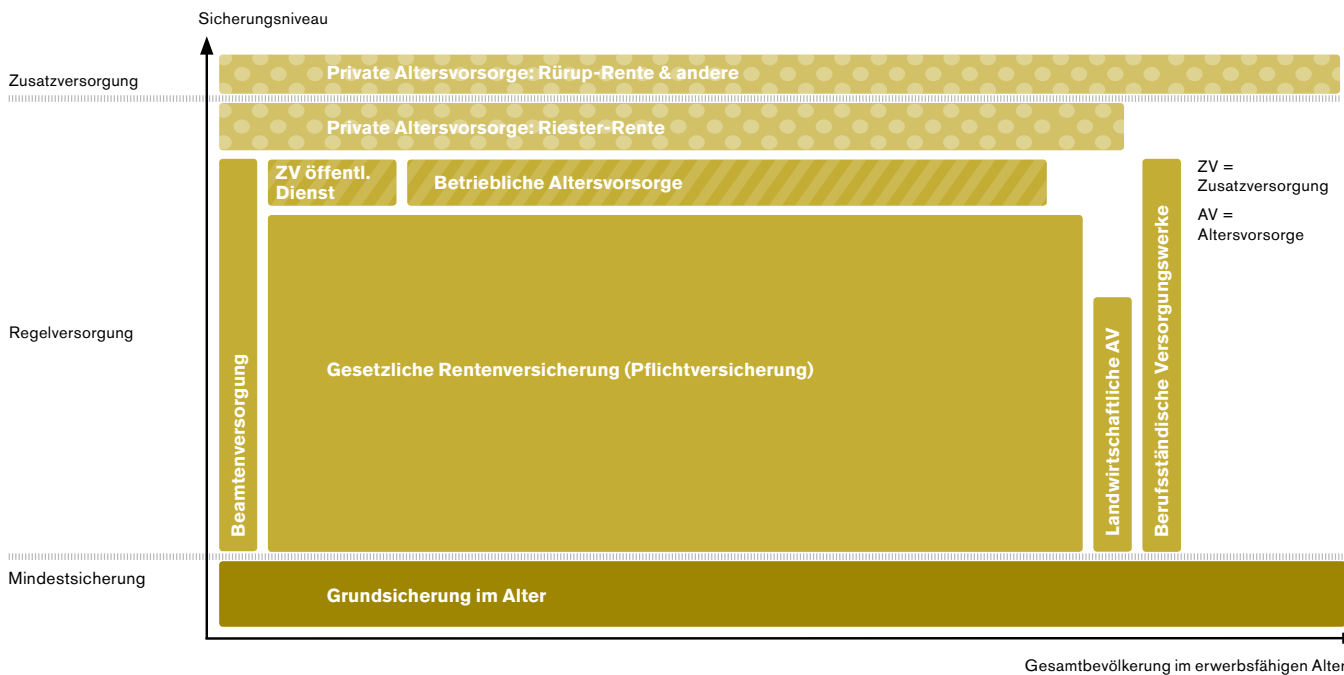 Sicherungsniveau
Zusatzversorgung
Private Altersvorsorge: Rürup-Rente & andere
Private Altersvorsorge: Riester-Rente
ZV öffentl.
Dienst
Betriebliche Altersvorsorge
ZV =
Zusatzversorgung
AV =
Altersvorsorge
Regelversorgung
Beamtenversorgung
Gesetzliche Rentenversicherung (Pflichtversicherung)
Landwirtschaftliche AV
Berufsständische Versorgungswerke
Mindestsicherung
Grundsicherung im Alter
Gesamtbevölkerung im erwerbsfähigen Alter